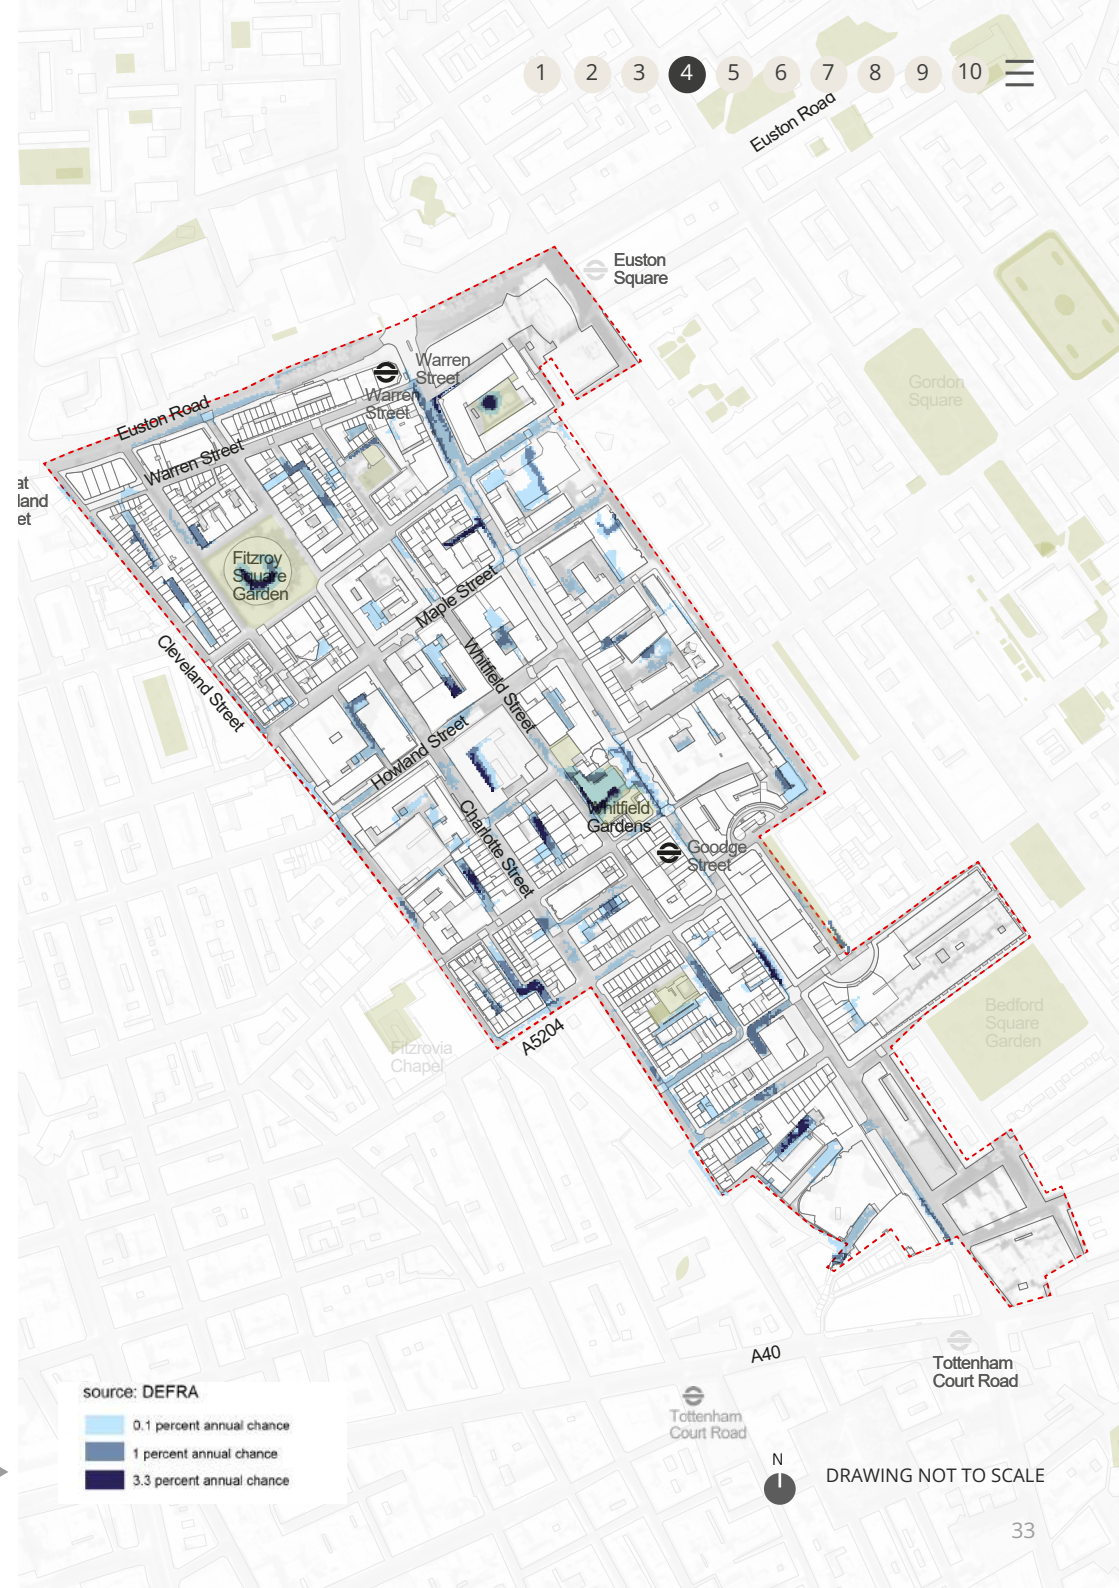 1 2 3 4 5 6 7 8 9 10
Euston Road
Euston
Square
Warren
Street
Warren
Street
Euston Road
Warren Street
Gordon
Square
at
land
et
Fitzroy
Square
Garden
Maple Street
Cleveland Street
Whitfield Street
Howland Street
Whitfield
Gardens
Charlotte Street
Goodge
Street
Bedford
Square
Garden
A5204
Fitzrovia
Chapel
A40
Tottenham
Court Road
source: DEFRA
0.1 percent annual chance
1 percent annual chance
3.3 percent annual chance
Tottenham
Court Road
N
DRAWING NOT TO SCALE
33